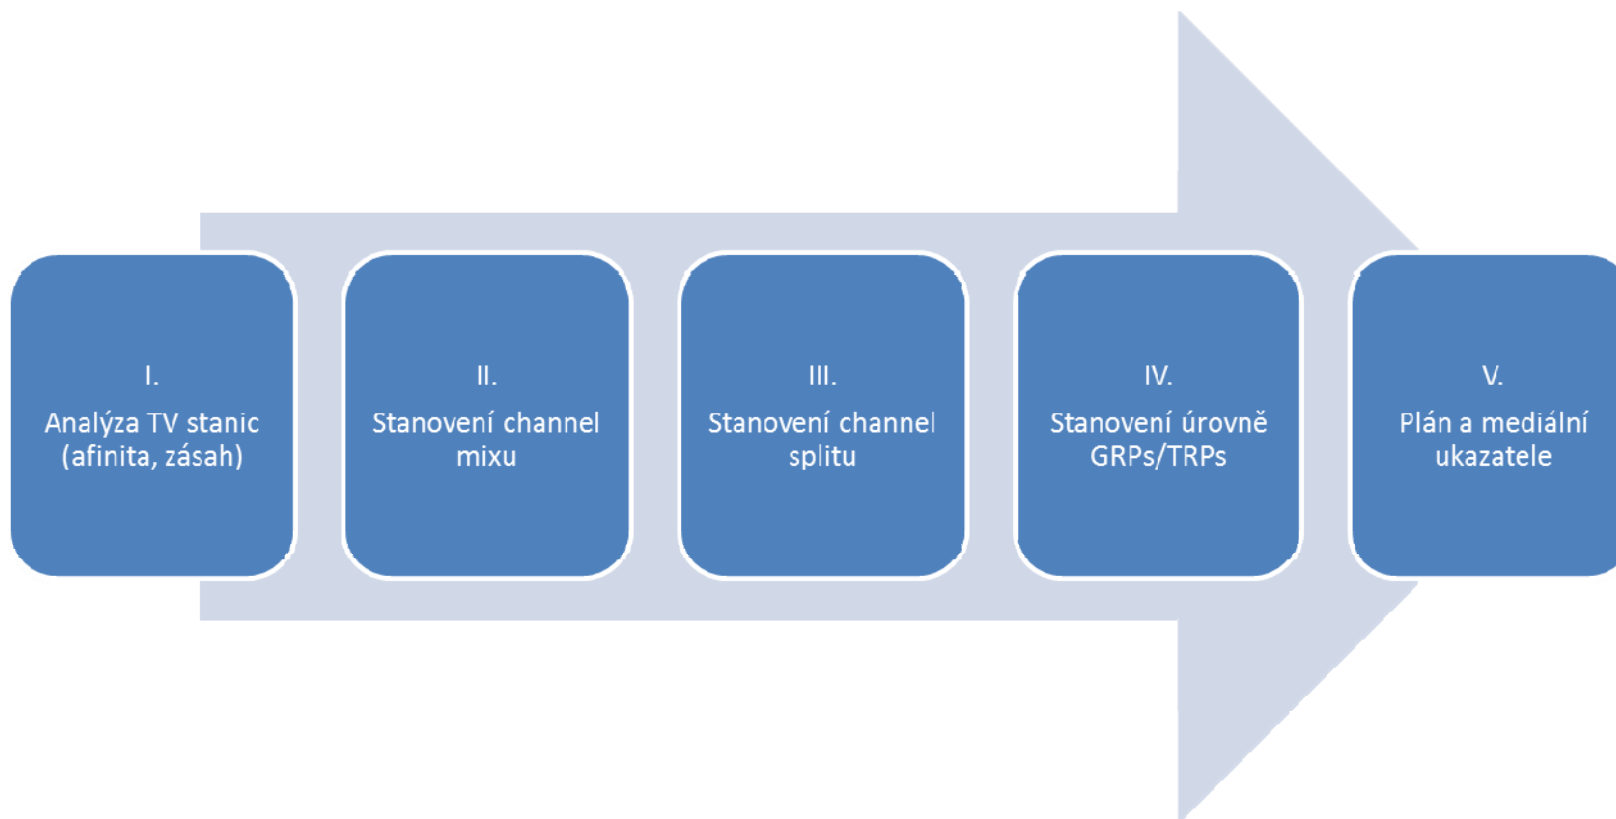 I.
Analýza TV stanic
(afinita, zásah)
II.
Stanovení channel
mixu
III.
Stanovení channel
splitu
IV.
Stanovení úrovně
GRPs/TRPs
V.
Plán a mediální
ukazatele